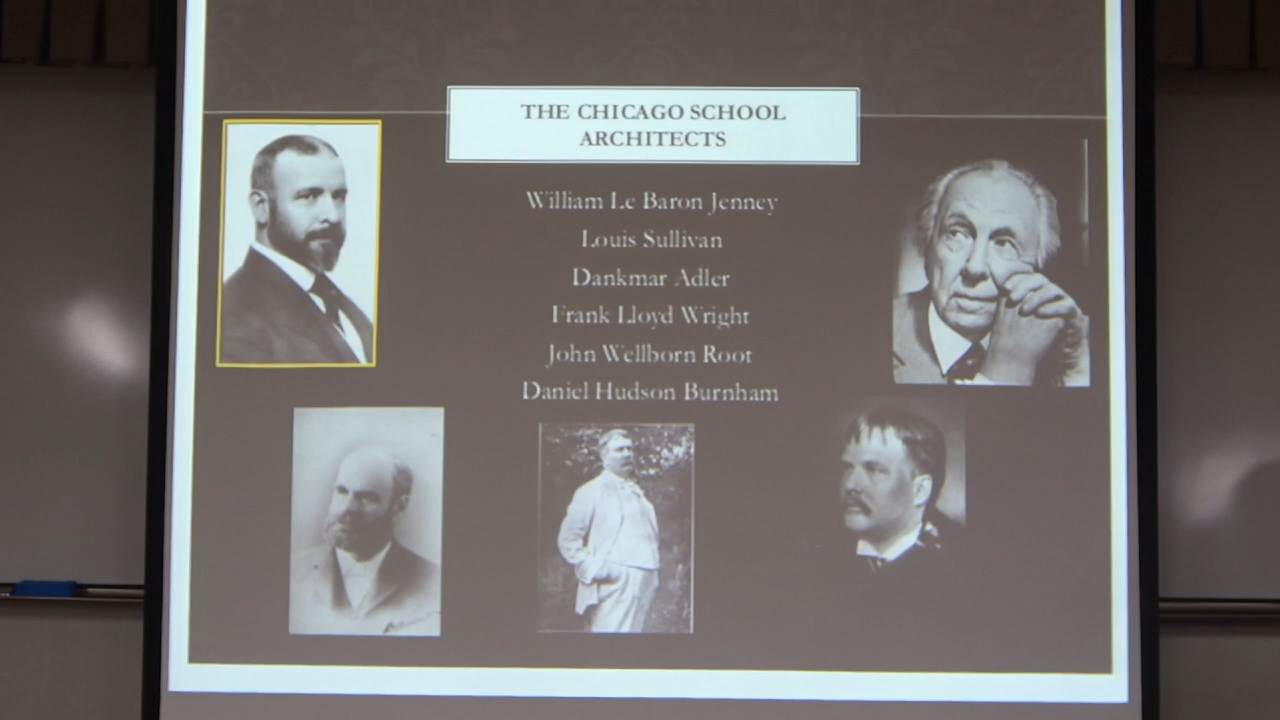 THE CHICAGO SCHOOL
ARCHITECTS
William Le Baron Jenney
Louis Sullivan
Dankmar Adler
Frank Lloyd Wright
John Wellborn Root
Daniel Hudson Burnham